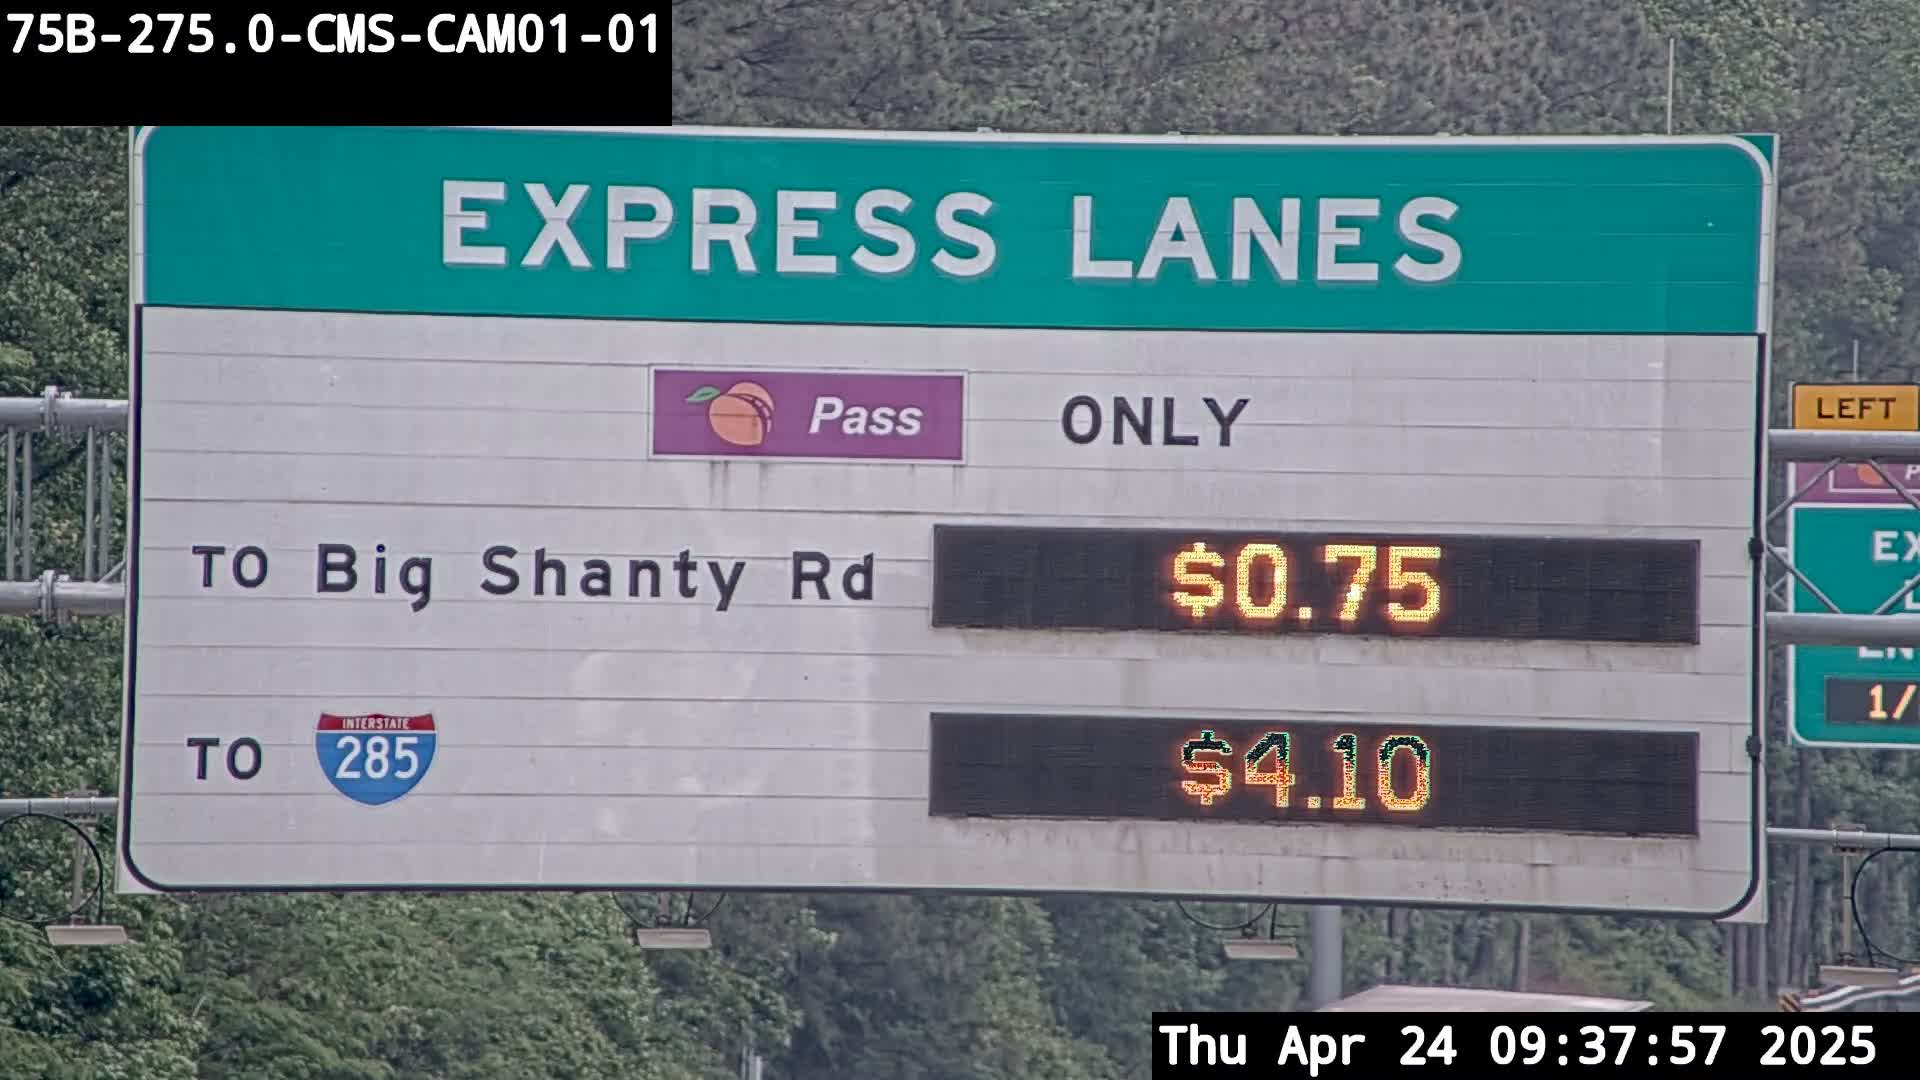 75B-275.0-CMS-CAM01-01
EXPRESS LANES
Pass ONLY
TO Big Shanty Rd $0.75
TO INTERSTATE 285 $4.10
LEFT
Thu Apr 24 09:37:57 2025